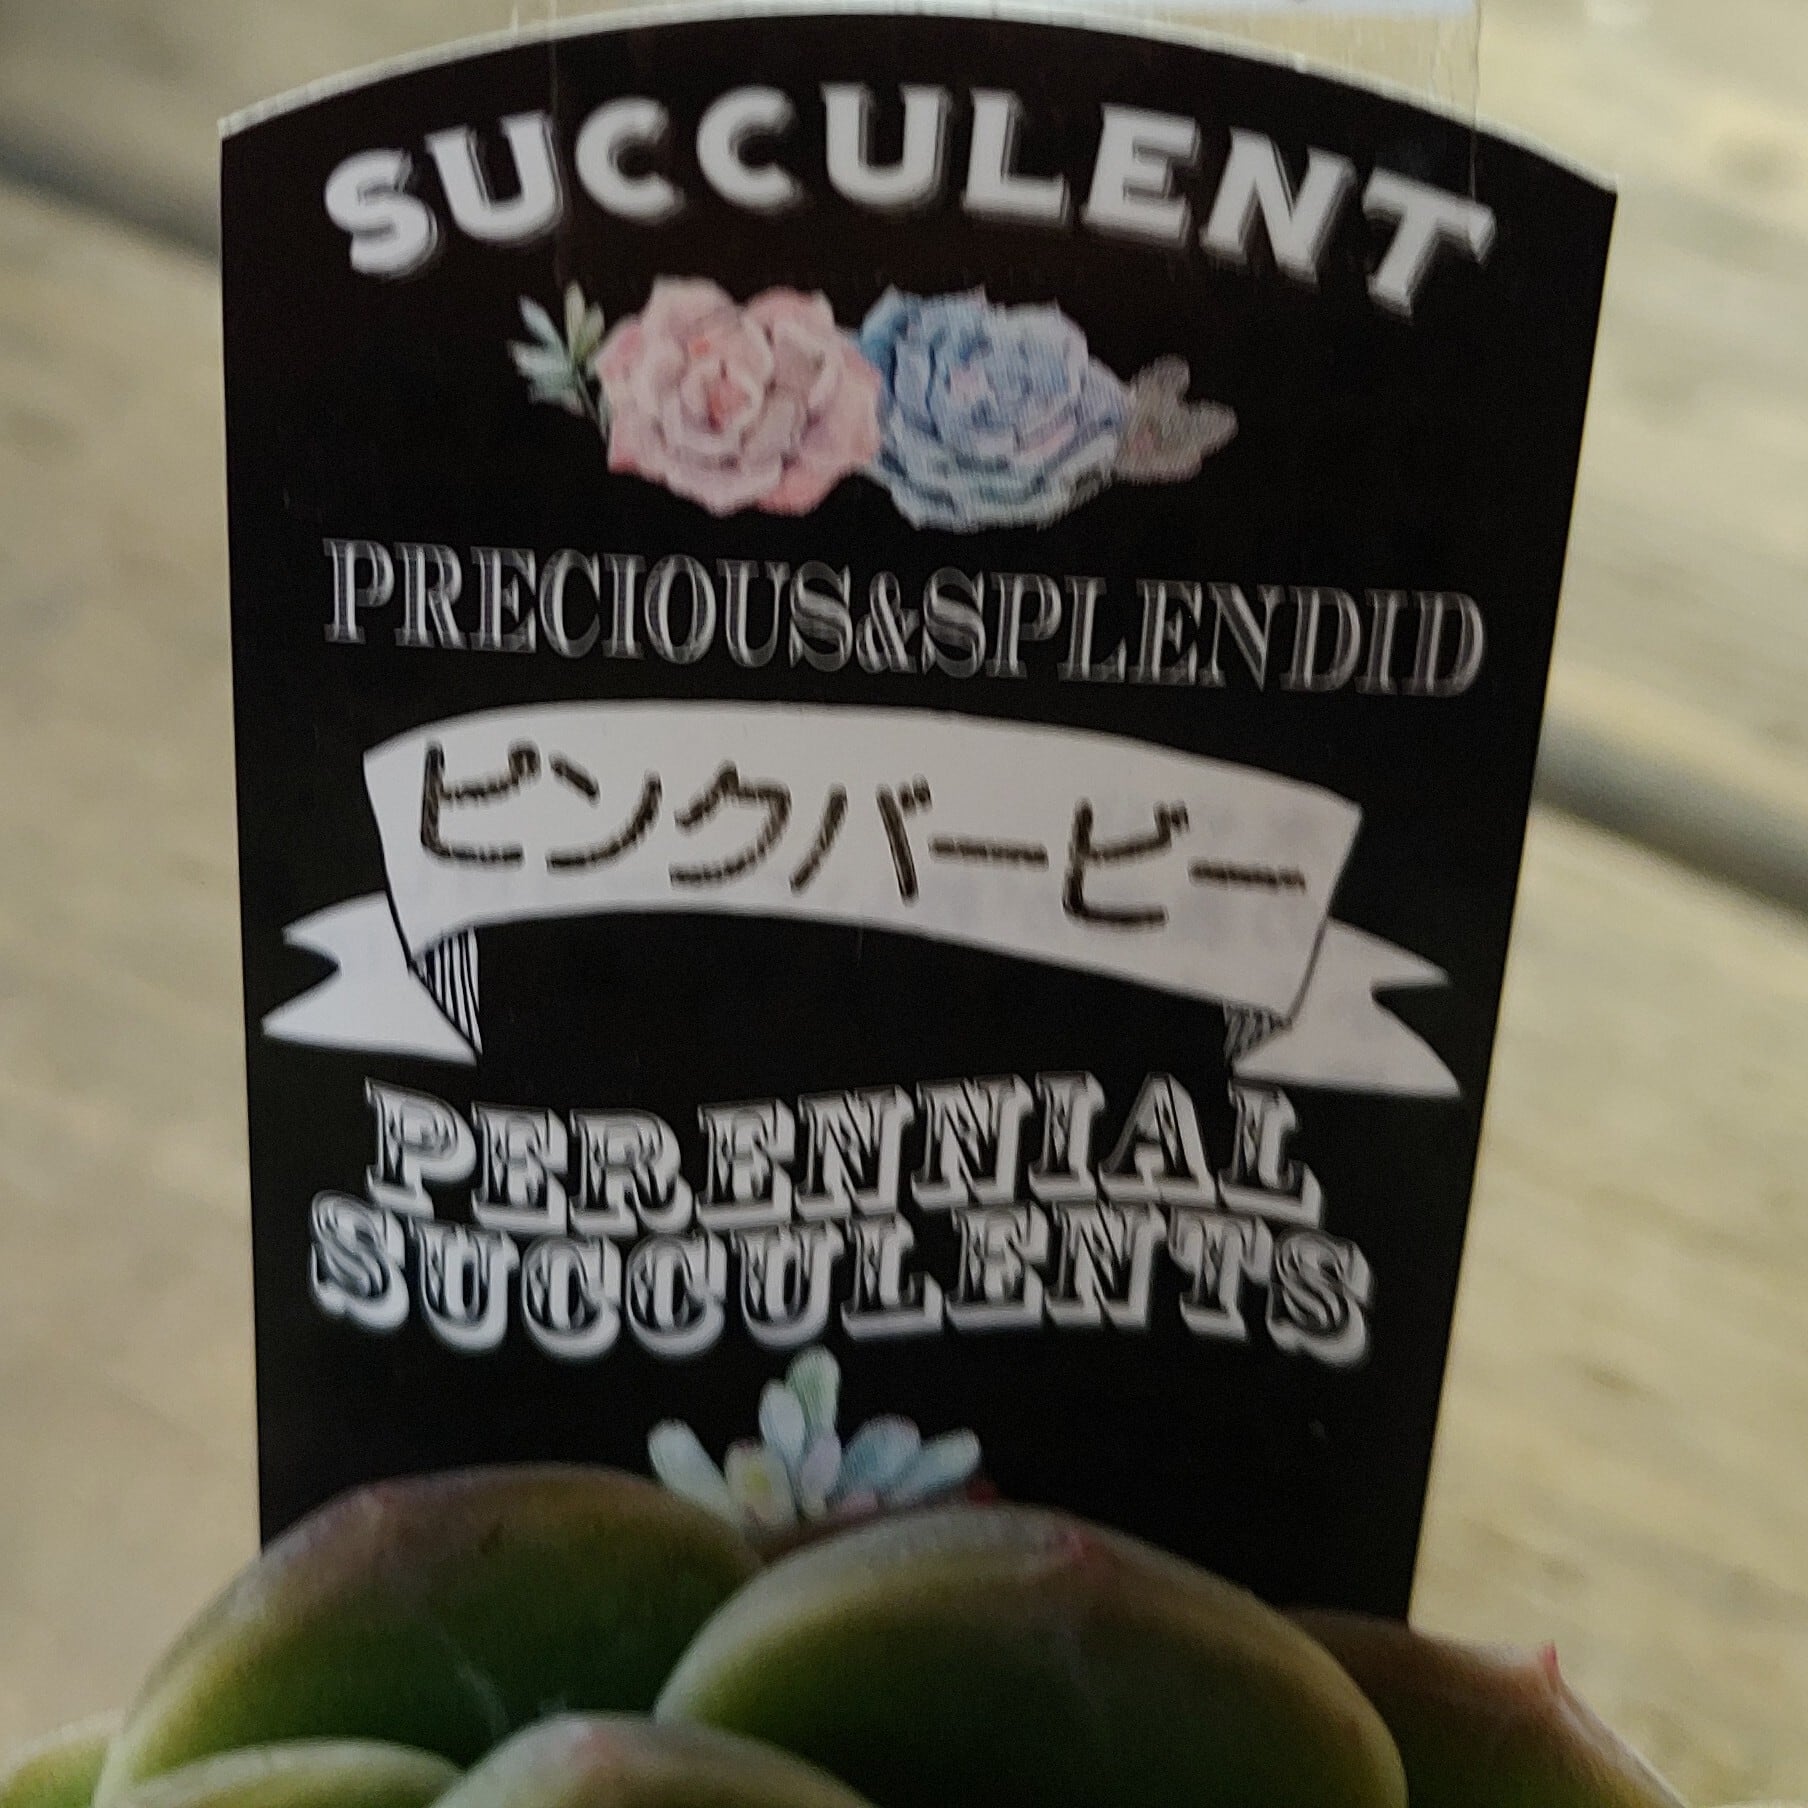 SUCCULENT
PRECIOUS&SPLENDID
ピンクバービー
PERENNIAL
SUCCULENTS